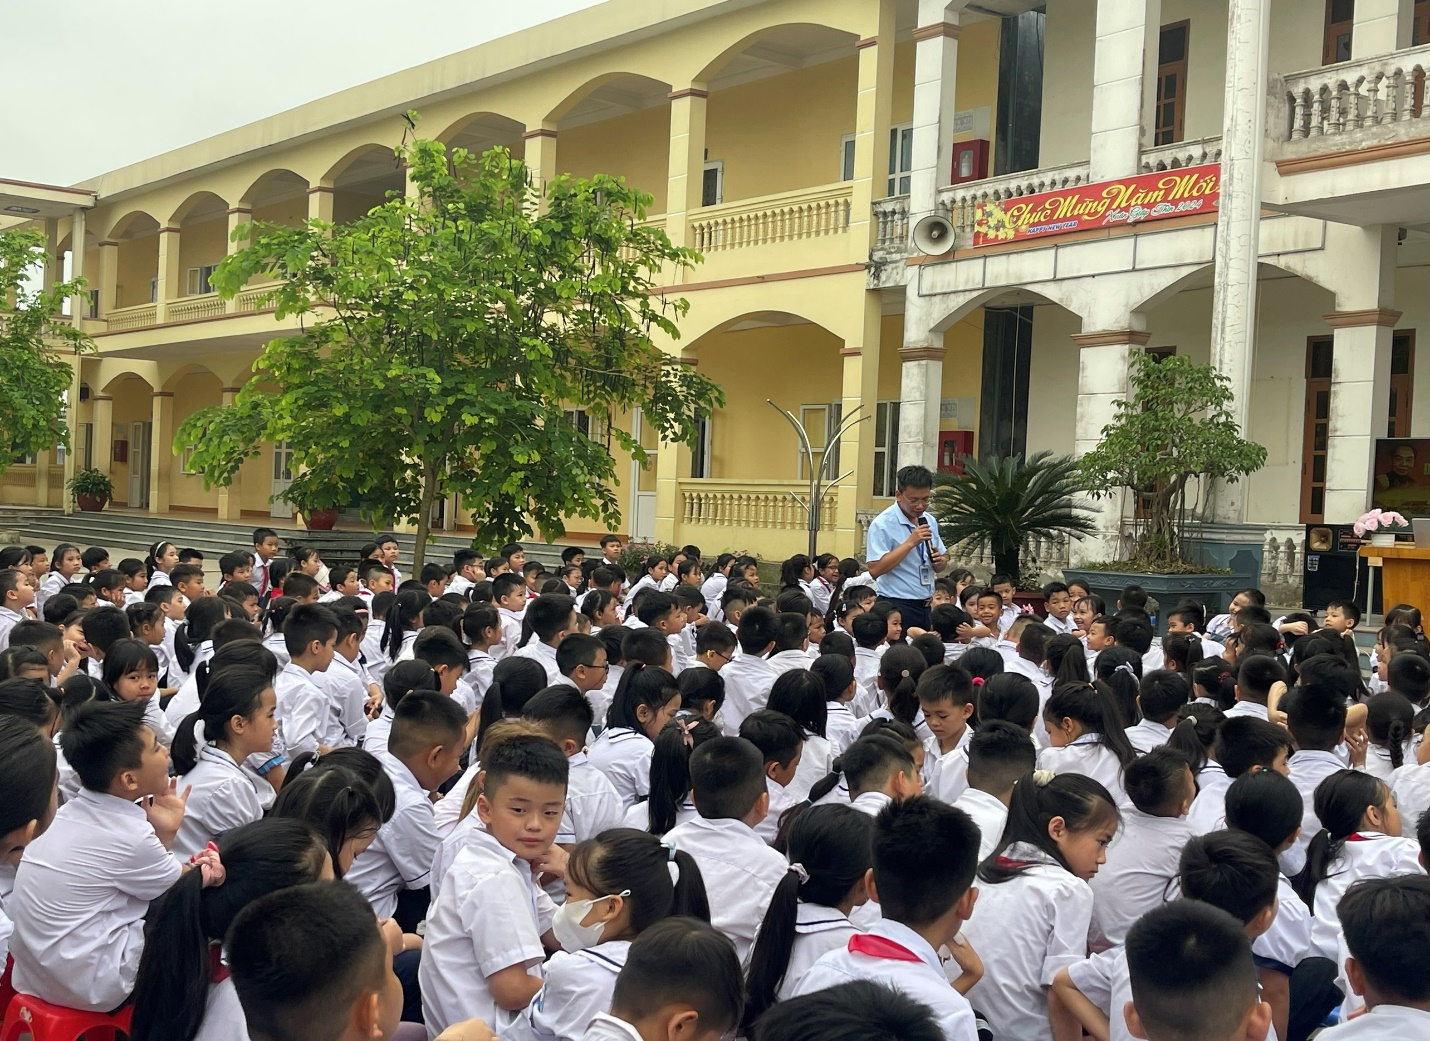 Chúc Mừng Năm Mới
Xuân Giáp Thìn 2024
HAPPY NEW YEAR